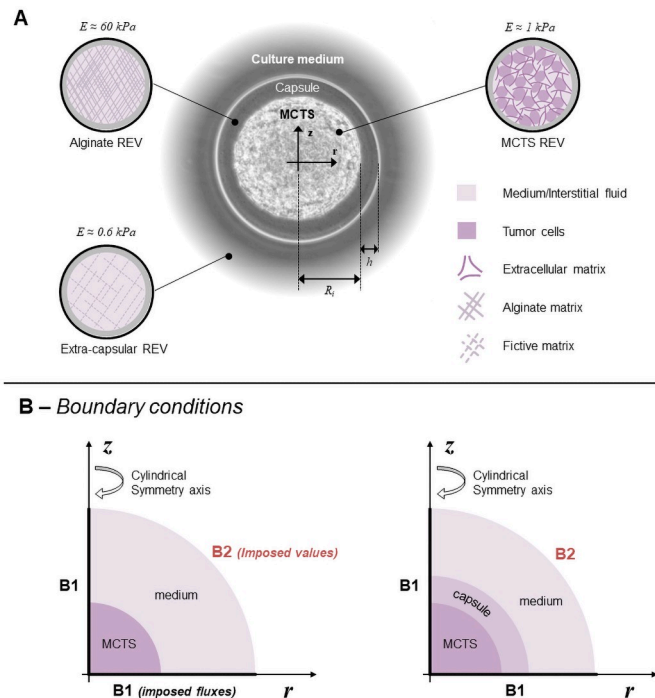 A
E ≈ 60 kPa
Alginate REV
Culture medium
Capsule
MCTS
z
r
h
R_i
E ≈ 1 kPa
MCTS REV
E ≈ 0.6 kPa
Extra-capsular REV
Medium/Interstitial fluid
Tumor cells
Extracellular matrix
Alginate matrix
Fictive matrix
B – Boundary conditions
z
Cylindrical
Symmetry axis
B2 (Imposed values)
B1
medium
MCTS
B1 (imposed fluxes)
r
z
Cylindrical
Symmetry axis
B2
B1
medium
capsule
MCTS
B1
r